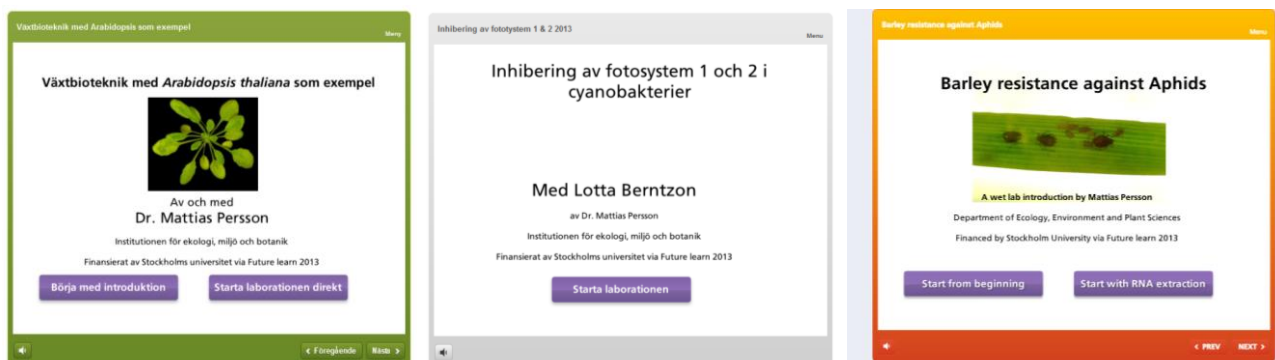 Växtbioteknik med Arabidopsis som exempel
Meny
Växtbioteknik med Arabidopsis thaliana som exempel
Av och med
Dr. Mattias Persson
Institutionen för ekologi, miljö och botanik
Finansierat av Stockholms universitet via Future learn 2013
Börja med introduktion
Starta laborationen direkt
< Föregående
Nästa >
Inhibering av fototystem 1 & 2 2013
Menu
Inhibering av fotosystem 1 och 2 i
cyanobakterier
Med Lotta Berntzon
av Dr. Mattias Persson
Institutionen för ekologi, miljö och botanik
Finansierat av Stockholms universitet via Future learn 2013
Starta laborationen
Barley resistance against Aphids
Menu
Barley resistance against Aphids
A wet lab introduction by Mattias Persson
Department of Ecology, Environment and Plant Sciences
Financed by Stockholm University via Future learn 2013
Start from beginning
Start with RNA extraction
< PREV
NEXT >